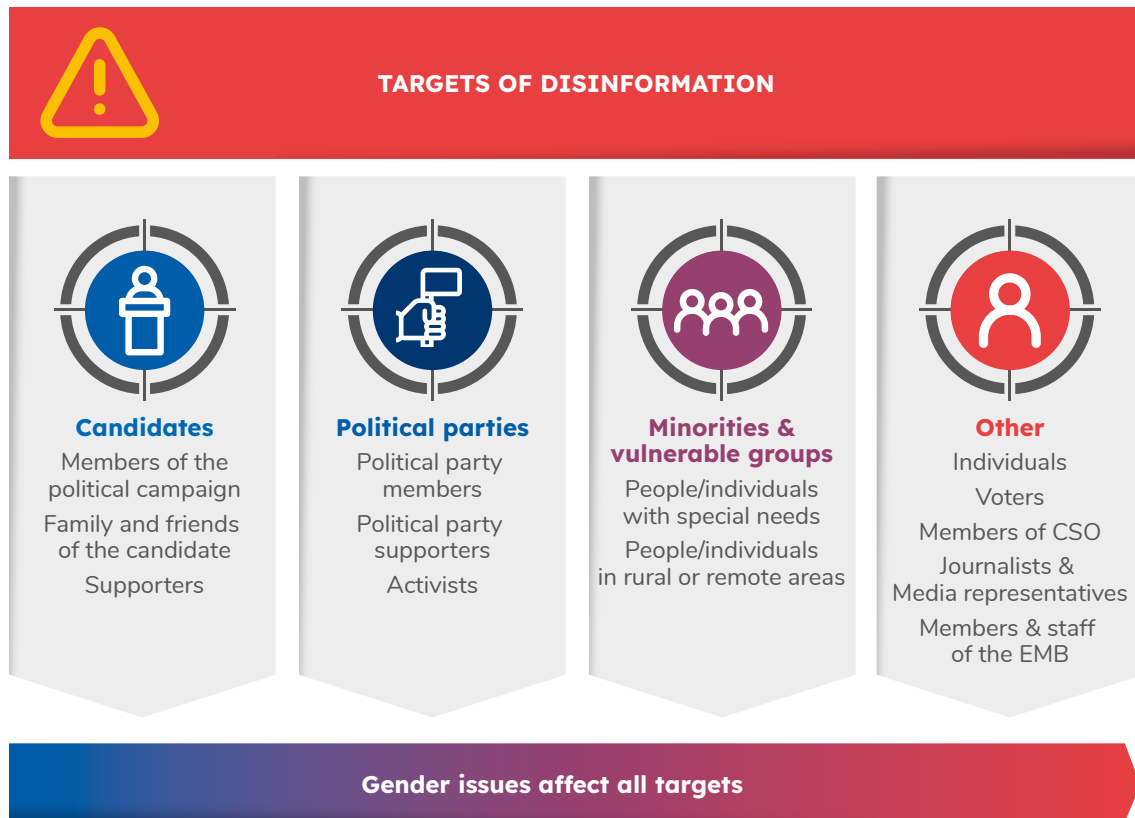 TARGETS OF DISINFORMATION
Candidates
Members of the
political campaign
Family and friends
of the candidate
Supporters
Political parties
Political party
members
Political party
supporters
Activists
Minorities &
vulnerable groups
People/individuals
with special needs
People/individuals
in rural or remote areas
Other
Individuals
Voters
Members of CSO
Journalists &
Media representatives
Members & staff
of the EMB
Gender issues affect all targets